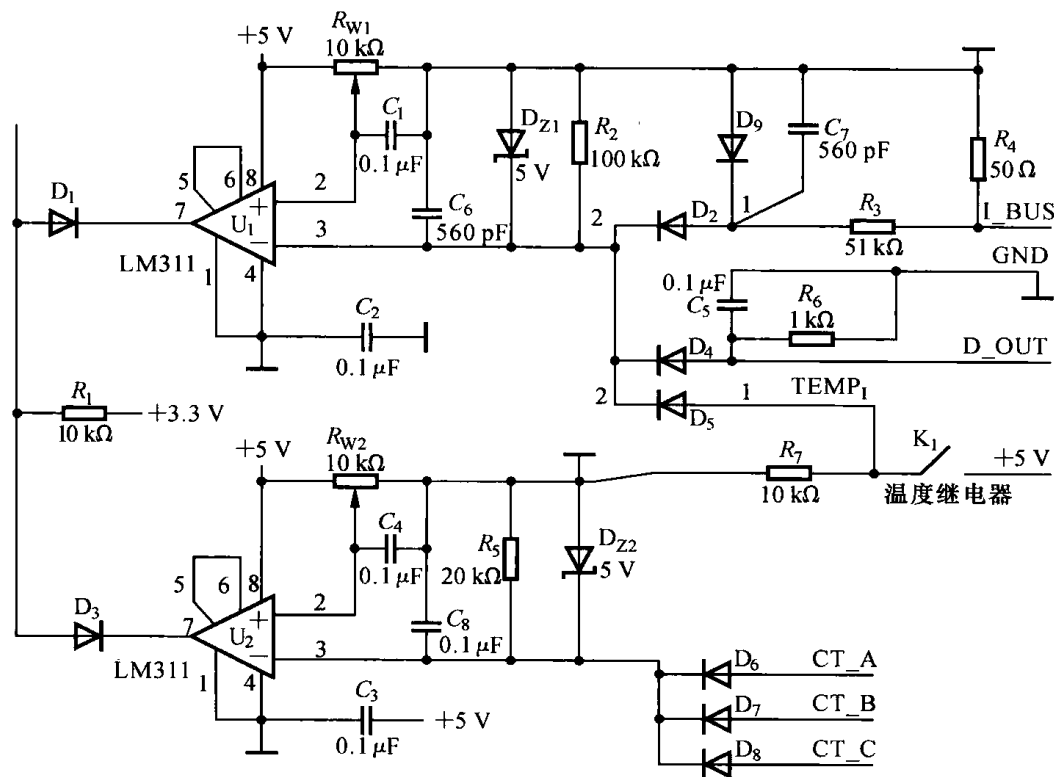 R_W1
+5 V
10 kΩ
C_1
0.1 μF
D_Z1
5 V
R_2
100 kΩ
D_9
C_7
560 pF
R_4
50 Ω
5
6
8
2
D_1
7
+
U_1
−
3
C_6
560 pF
2
D_2
1
R_3
51 kΩ
I_BUS
LM311
1
4
GND
0.1 μF
C_5
R_6
1 kΩ
C_2
0.1 μF
D_4
D_OUT
R_1
10 kΩ
+3.3 V
2
D_5
1
TEMP_I
R_W2
+5 V
10 kΩ
R_7
10 kΩ
K_1
+5 V
温度继电器
C_4
0.1 μF
R_5
20 kΩ
D_Z2
5 V
5
6
8
2
D_3
7
+
U_2
−
3
C_8
0.1 μF
LM311
1
4
C_3
0.1 μF
+5 V
D_6
CT_A
D_7
CT_B
D_8
CT_C